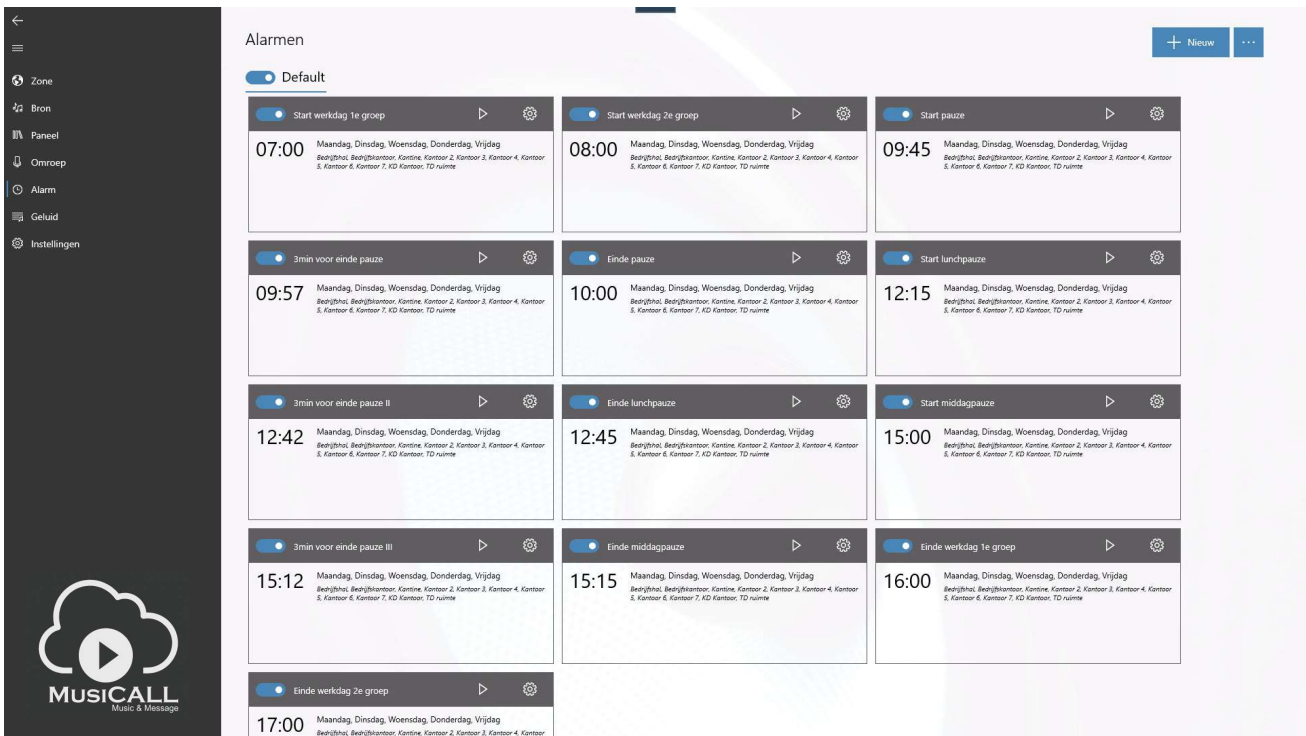 Alarmen
+ Nieuw
...
Default
Zone
Bron
Paneel
Omroep
Alarm
Geluid
Instellingen
Start werkdag 1e groep
07:00
Maandag, Dinsdag, Woensdag, Donderdag, Vrijdag
Bedrijfshal, Bedrijfskantoor, Kantine, Kantoor 2, Kantoor 3, Kantoor 4, Kantoor
5, Kantoor 6, Kantoor 7, KD Kantoor, TD ruimte
Start werkdag 2e groep
08:00
Maandag, Dinsdag, Woensdag, Donderdag, Vrijdag
Bedrijfshal, Bedrijfskantoor, Kantine, Kantoor 2, Kantoor 3, Kantoor 4, Kantoor
5, Kantoor 6, Kantoor 7, KD Kantoor, TD ruimte
Start pauze
09:45
Maandag, Dinsdag, Woensdag, Donderdag, Vrijdag
Bedrijfshal, Bedrijfskantoor, Kantine, Kantoor 2, Kantoor 3, Kantoor 4, Kantoor
5, Kantoor 6, Kantoor 7, KD Kantoor, TD ruimte
3min voor einde pauze
09:57
Maandag, Dinsdag, Woensdag, Donderdag, Vrijdag
Bedrijfshal, Bedrijfskantoor, Kantine, Kantoor 2, Kantoor 3, Kantoor 4, Kantoor
5, Kantoor 6, Kantoor 7, KD Kantoor, TD ruimte
Einde pauze
10:00
Maandag, Dinsdag, Woensdag, Donderdag, Vrijdag
Bedrijfshal, Bedrijfskantoor, Kantine, Kantoor 2, Kantoor 3, Kantoor 4, Kantoor
5, Kantoor 6, Kantoor 7, KD Kantoor, TD ruimte
Start lunchpauze
12:15
Maandag, Dinsdag, Woensdag, Donderdag, Vrijdag
Bedrijfshal, Bedrijfskantoor, Kantine, Kantoor 2, Kantoor 3, Kantoor 4, Kantoor
5, Kantoor 6, Kantoor 7, KD Kantoor, TD ruimte
3min voor einde pauze II
12:42
Maandag, Dinsdag, Woensdag, Donderdag, Vrijdag
Bedrijfshal, Bedrijfskantoor, Kantine, Kantoor 2, Kantoor 3, Kantoor 4, Kantoor
5, Kantoor 6, Kantoor 7, KD Kantoor, TD ruimte
Einde lunchpauze
12:45
Maandag, Dinsdag, Woensdag, Donderdag, Vrijdag
Bedrijfshal, Bedrijfskantoor, Kantine, Kantoor 2, Kantoor 3, Kantoor 4, Kantoor
5, Kantoor 6, Kantoor 7, KD Kantoor, TD ruimte
Start middagpauze
15:00
Maandag, Dinsdag, Woensdag, Donderdag, Vrijdag
Bedrijfshal, Bedrijfskantoor, Kantine, Kantoor 2, Kantoor 3, Kantoor 4, Kantoor
5, Kantoor 6, Kantoor 7, KD Kantoor, TD ruimte
3min voor einde pauze III
15:12
Maandag, Dinsdag, Woensdag, Donderdag, Vrijdag
Bedrijfshal, Bedrijfskantoor, Kantine, Kantoor 2, Kantoor 3, Kantoor 4, Kantoor
5, Kantoor 6, Kantoor 7, KD Kantoor, TD ruimte
Einde middagpauze
15:15
Maandag, Dinsdag, Woensdag, Donderdag, Vrijdag
Bedrijfshal, Bedrijfskantoor, Kantine, Kantoor 2, Kantoor 3, Kantoor 4, Kantoor
5, Kantoor 6, Kantoor 7, KD Kantoor, TD ruimte
Einde werkdag 1e groep
16:00
Maandag, Dinsdag, Woensdag, Donderdag, Vrijdag
Bedrijfshal, Bedrijfskantoor, Kantine, Kantoor 2, Kantoor 3, Kantoor 4, Kantoor
5, Kantoor 6, Kantoor 7, KD Kantoor, TD ruimte
Einde werkdag 2e groep
17:00
Maandag, Dinsdag, Woensdag, Donderdag, Vrijdag
Bedrijfshal, Bedrijfskantoor, Kantine, Kantoor 2, Kantoor 3, Kantoor 4, Kantoor
MUSICALL
Music & Message